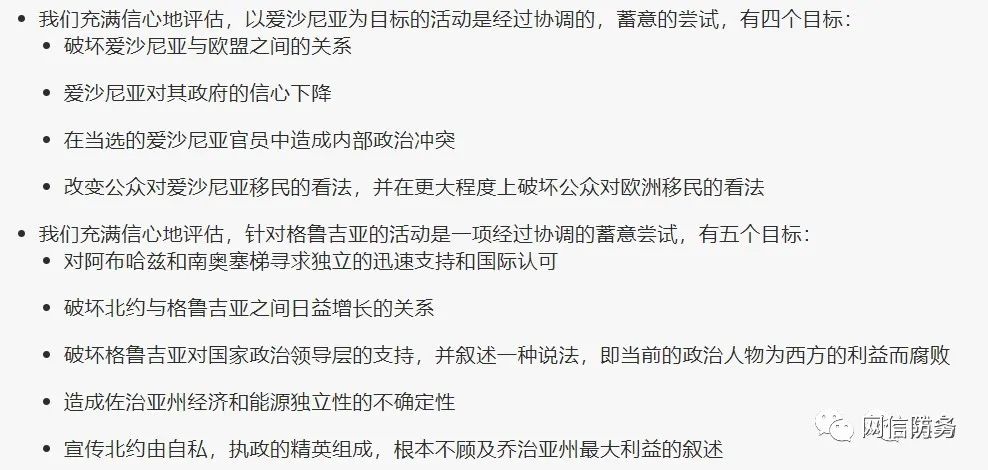 我们充满信心地评估，以爱沙尼亚为目标的活动是经过协调的，蓄意的尝试，有四个目标：
破坏爱沙尼亚与欧盟之间的关系
爱沙尼亚对其政府的信心下降
在当选的爱沙尼亚官员中造成内部政治冲突
改变公众对爱沙尼亚移民的看法，并在更大程度上破坏公众对欧洲移民的看法
我们充满信心地评估，针对格鲁吉亚的活动是一项经过协调的蓄意尝试，有五个目标：
对阿布哈兹和南奥塞梯寻求独立的迅速支持和国际认可
破坏北约与格鲁吉亚之间日益增长的关系
破坏格鲁吉亚对国家政治领导层的支持，并叙述一种说法，即当前的政治人物为西方的利益而腐败
造成佐治亚州经济和能源独立性的不确定性
宣传北约由自私，执政的精英组成，根本不顾及乔治亚州最大利益的叙述
网信防务